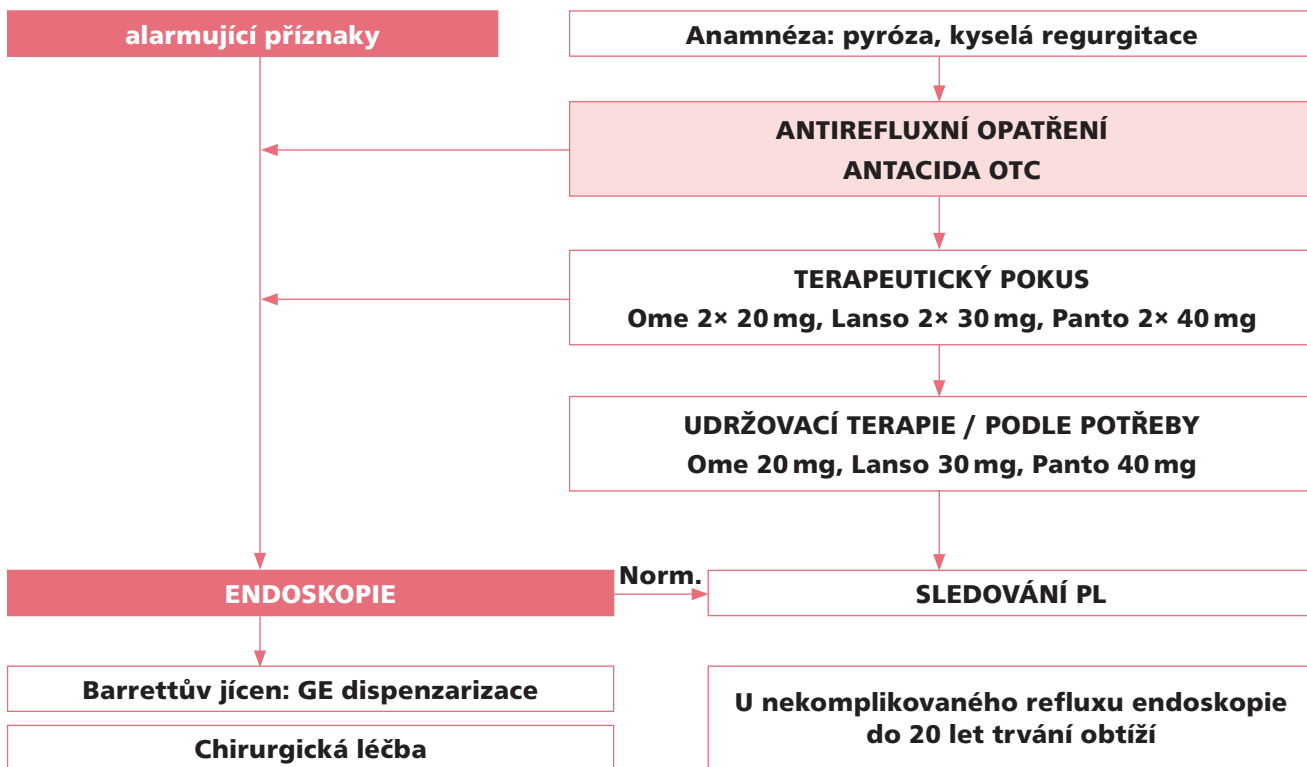 alarmující příznaky
Anamnéza: pyróza, kyselá regurgitace
ANTIREFLUXNÍ OPATŘENÍ
ANTACIDA OTC
TERAPEUTICKÝ POKUS
Ome 2× 20 mg, Lanso 2× 30 mg, Panto 2× 40 mg
UDRŽOVACÍ TERAPIE / PODLE POTŘEBY
Ome 20 mg, Lanso 30 mg, Panto 40 mg
ENDOSKOPIE
Norm.
SLEDOVÁNÍ PL
Barrettův jícen: GE dispenzarizace
Chirurgická léčba
U nekomplikovaného refluxu endoskopie
do 20 let trvání obtíží